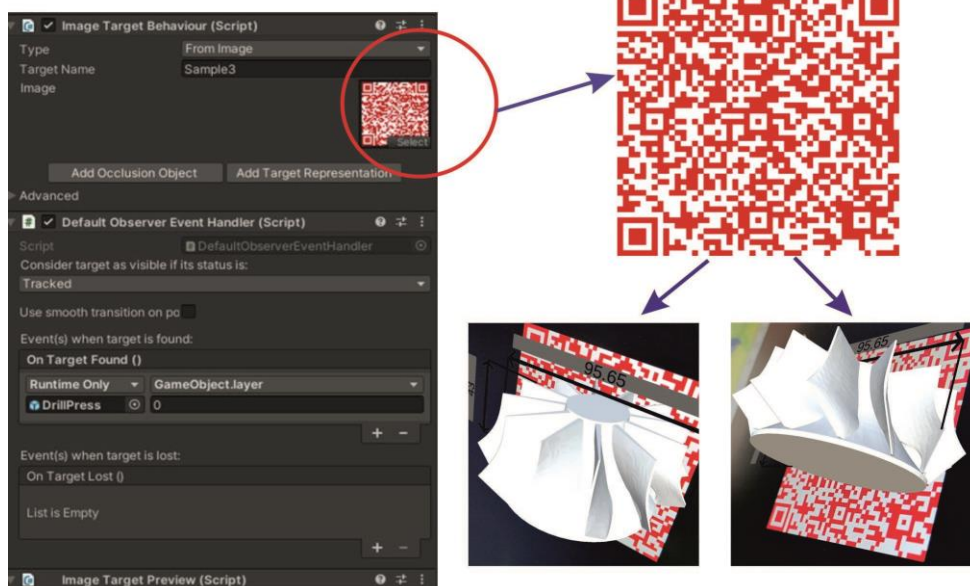 Image Target Behaviour (Script)
Type From Image
Target Name Sample3
Image
Select
Add Occlusion Object Add Target Representation
Advanced
Default Observer Event Handler (Script)
Script DefaultObserverEventHandler
Consider target as visible if its status is:
Tracked
Use smooth transition on po
Event(s) when target is found:
On Target Found ()
Runtime Only GameObject.layer
DrillPress 0
+ −
Event(s) when target is lost:
On Target Lost ()
List is Empty
+ −
Image Target Preview (Script)
95.65
95.65